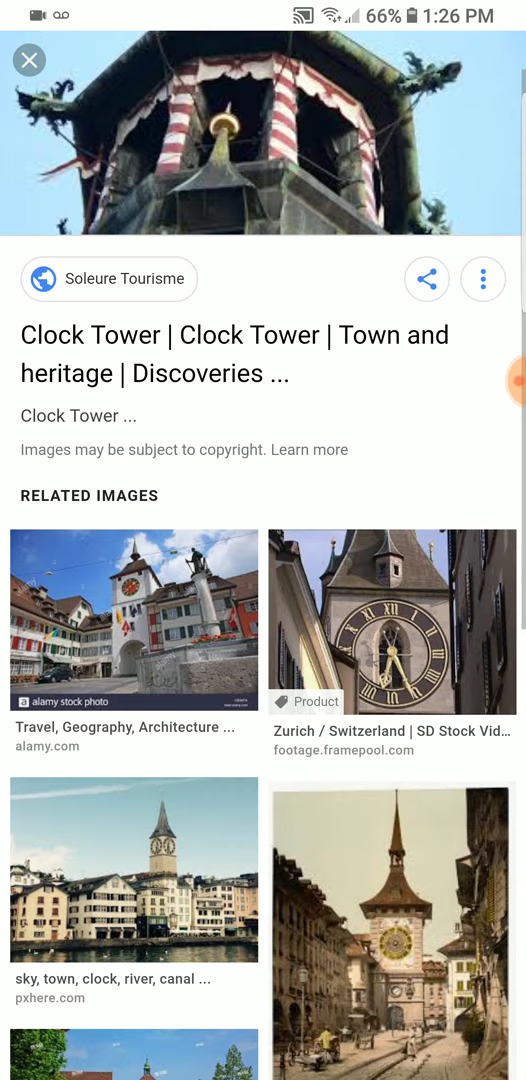 66% 1:26 PM
Soleure Tourisme
Clock Tower | Clock Tower | Town and
heritage | Discoveries ...
Clock Tower ...
Images may be subject to copyright. Learn more
RELATED IMAGES
a alamy stock photo
Product
Travel, Geography, Architecture ...
alamy.com
Zurich / Switzerland | SD Stock Vid...
footage.framepool.com
sky, town, clock, river, canal ...
pxhere.com